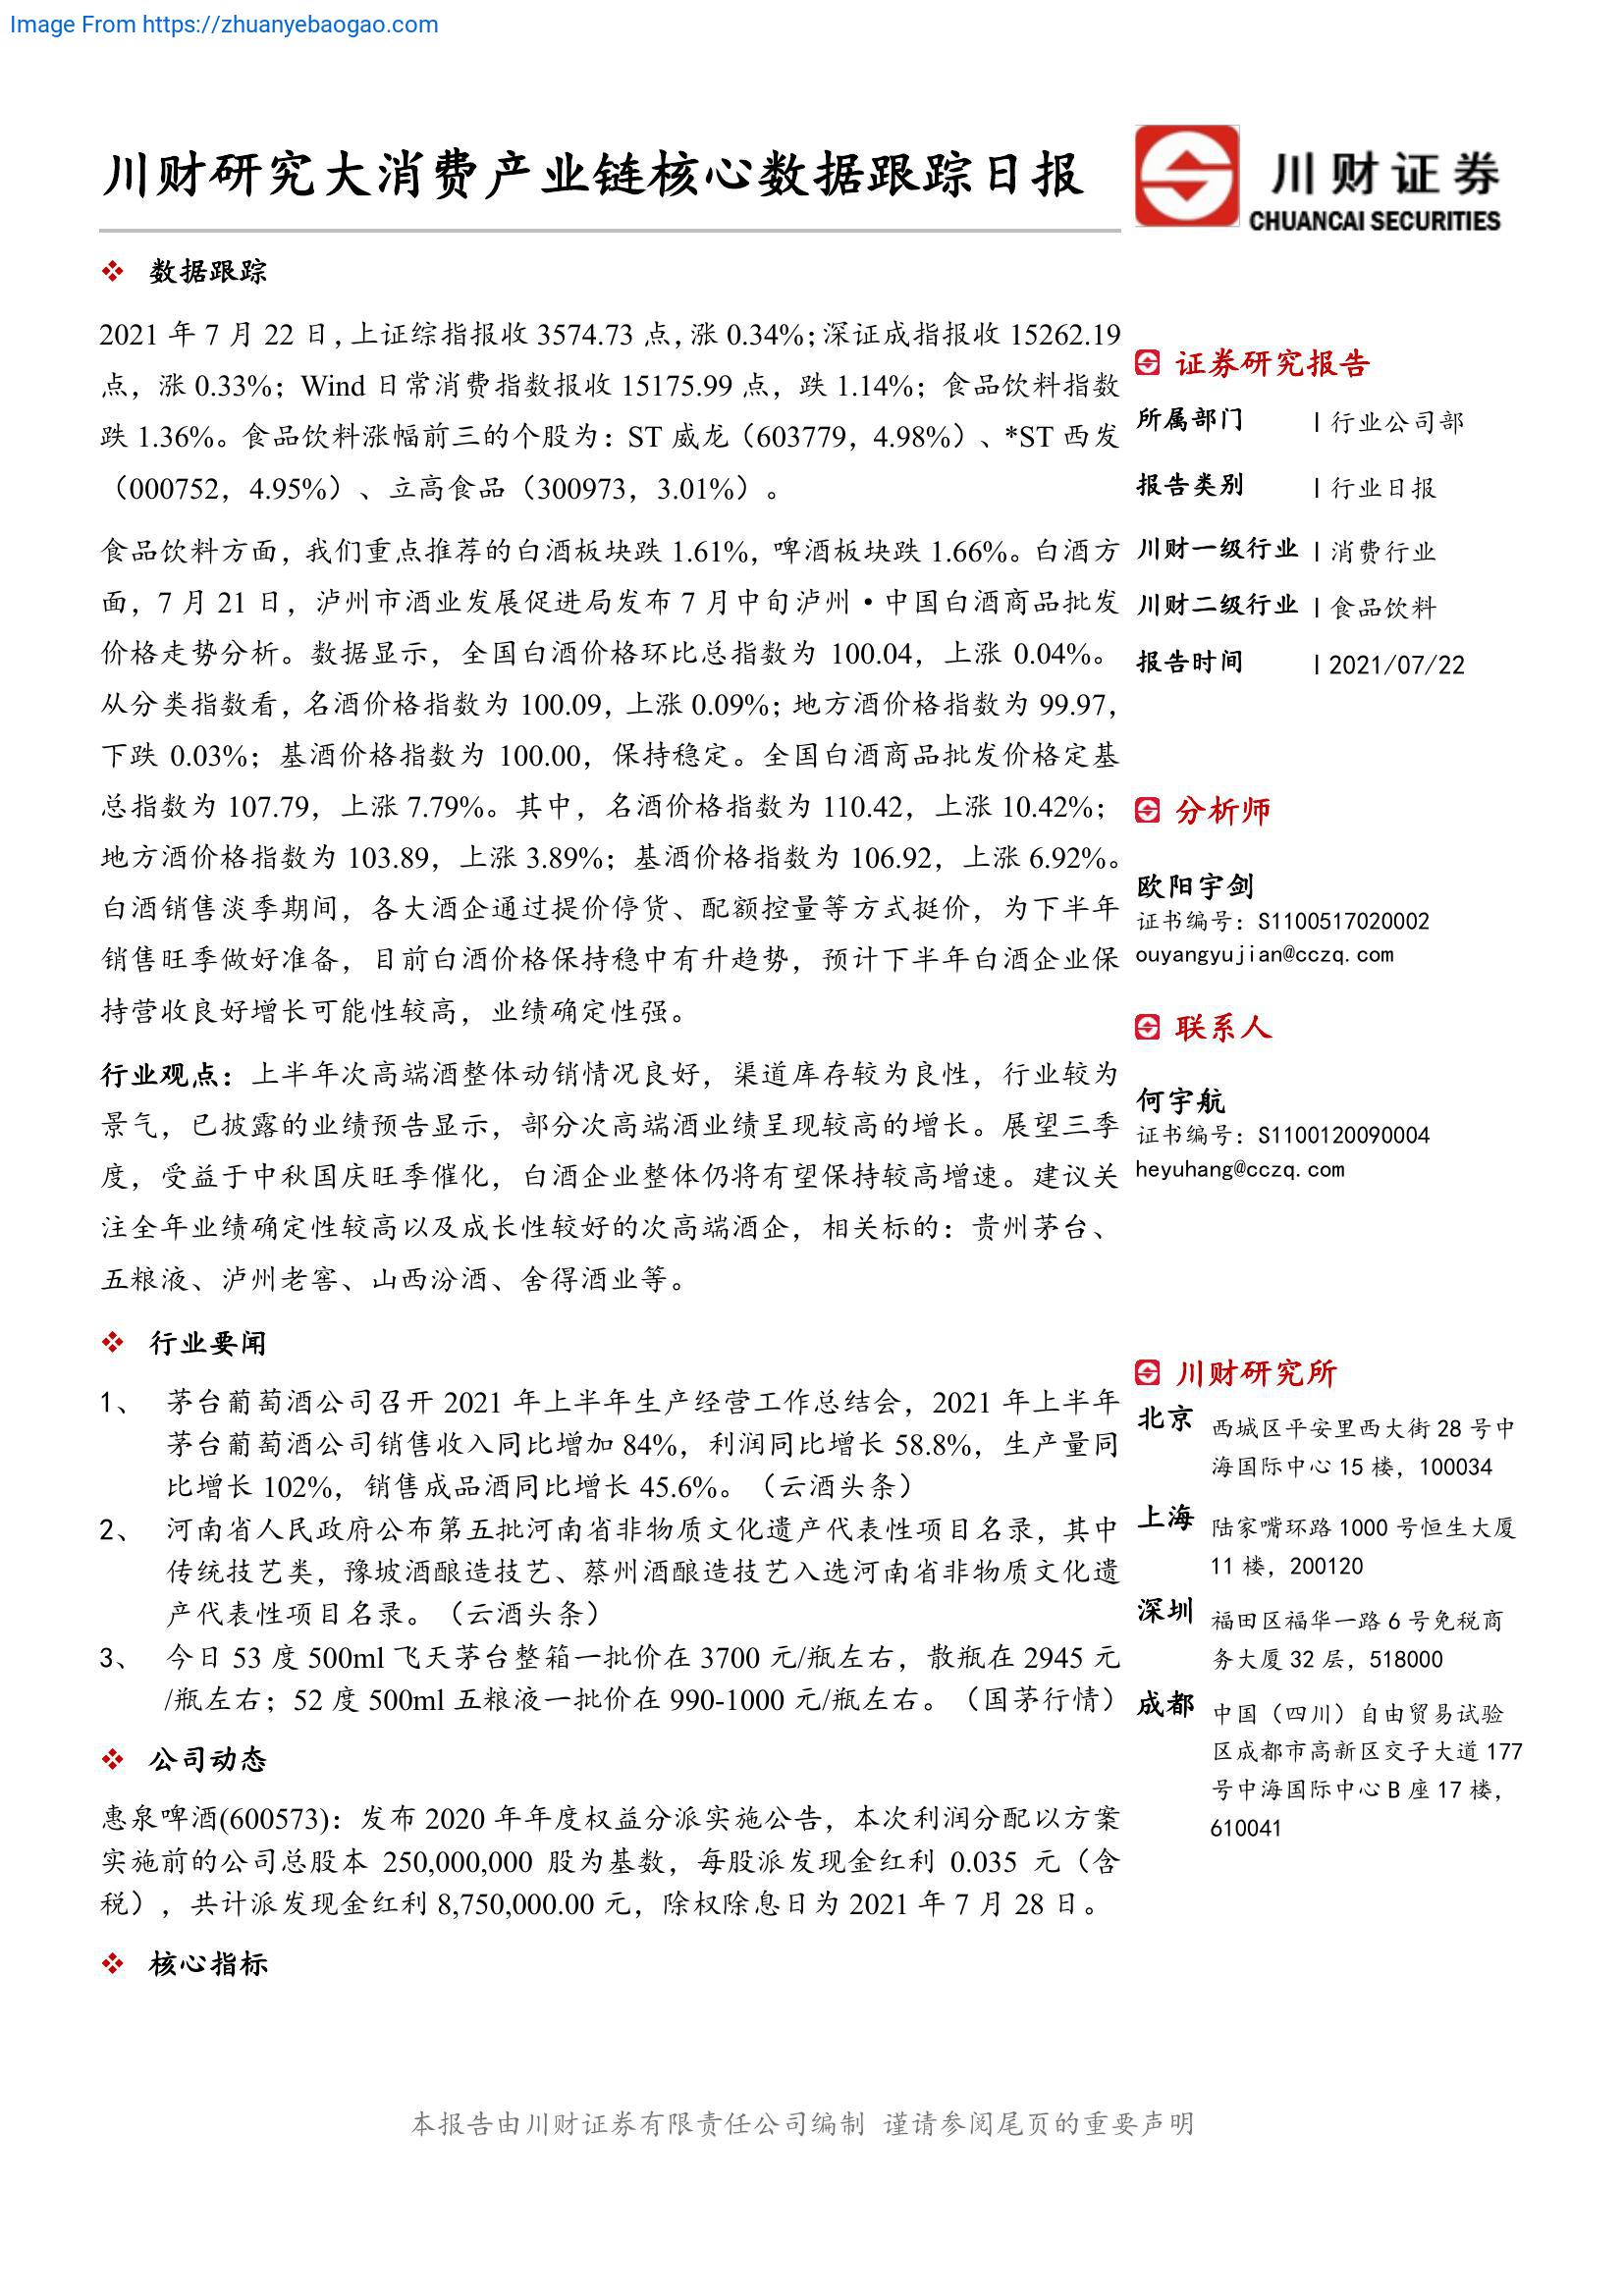 Image From https://zhuanyebaogao.com
川财研究大消费产业链核心数据跟踪日报
川财证券
CHUANCAI SECURITIES
数据跟踪
2021 年 7 月 22 日，上证综指报收 3574.73 点，涨 0.34%；深证成指报收 15262.19
点，涨 0.33%；Wind 日常消费指数报收 15175.99 点，跌 1.14%；食品饮料指数
跌 1.36%。食品饮料涨幅前三的个股为：ST 威龙（603779，4.98%）、*ST 西发
（000752，4.95%）、立高食品（300973，3.01%）。
食品饮料方面，我们重点推荐的白酒板块跌 1.61%，啤酒板块跌 1.66%。白酒方
面，7 月 21 日，泸州市酒业发展促进局发布 7 月中旬泸州·中国白酒商品批发
价格走势分析。数据显示，全国白酒价格环比总指数为 100.04，上涨 0.04%。
从分类指数看，名酒价格指数为 100.09，上涨 0.09%；地方酒价格指数为 99.97，
下跌 0.03%；基酒价格指数为 100.00，保持稳定。全国白酒商品批发价格定基
总指数为 107.79，上涨 7.79%。其中，名酒价格指数为 110.42，上涨 10.42%；
地方酒价格指数为 103.89，上涨 3.89%；基酒价格指数为 106.92，上涨 6.92%。
白酒销售淡季期间，各大酒企通过提价停货、配额控量等方式挺价，为下半年
销售旺季做好准备，目前白酒价格保持稳中有升趋势，预计下半年白酒企业保
持营收良好增长可能性较高，业绩确定性强。
行业观点：上半年次高端酒整体动销情况良好，渠道库存较为良性，行业较为
景气，已披露的业绩预告显示，部分次高端酒业绩呈现较高的增长。展望三季
度，受益于中秋国庆旺季催化，白酒企业整体仍将有望保持较高增速。建议关
注全年业绩确定性较高以及成长性较好的次高端酒企，相关标的：贵州茅台、
五粮液、泸州老窖、山西汾酒、舍得酒业等。
行业要闻
1、 茅台葡萄酒公司召开 2021 年上半年生产经营工作总结会，2021 年上半年
茅台葡萄酒公司销售收入同比增加 84%，利润同比增长 58.8%，生产量同
比增长 102%，销售成品酒同比增长 45.6%。（云酒头条）
2、 河南省人民政府公布第五批河南省非物质文化遗产代表性项目名录，其中
传统技艺类，豫坡酒酿造技艺、蔡州酒酿造技艺入选河南省非物质文化遗
产代表性项目名录。（云酒头条）
3、 今日 53 度 500ml 飞天茅台整箱一批价在 3700 元/瓶左右，散瓶在 2945 元
/瓶左右；52 度 500ml 五粮液一批价在 990-1000 元/瓶左右。（国茅行情）
公司动态
惠泉啤酒(600573)：发布 2020 年年度权益分派实施公告，本次利润分配以方案
实施前的公司总股本 250,000,000 股为基数，每股派发现金红利 0.035 元（含
税），共计派发现金红利 8,750,000.00 元，除权除息日为 2021 年 7 月 28 日。
核心指标
证券研究报告
所属部门 | 行业公司部
报告类别 | 行业日报
川财一级行业 | 消费行业
川财二级行业 | 食品饮料
报告时间 | 2021/07/22
分析师
欧阳宇剑
证书编号：S1100517020002
ouyangyujian@cczq.com
联系人
何宇航
证书编号：S1100120090004
heyuhang@cczq.com
川财研究所
北京 西城区平安里西大街 28 号中
海国际中心 15 楼，100034
上海 陆家嘴环路 1000 号恒生大厦
11 楼，200120
深圳 福田区福华一路 6 号免税商
务大厦 32 层，518000
成都 中国（四川）自由贸易试验
区成都市高新区交子大道 177
号中海国际中心 B 座 17 楼，
610041
本报告由川财证券有限责任公司编制 谨请参阅尾页的重要声明